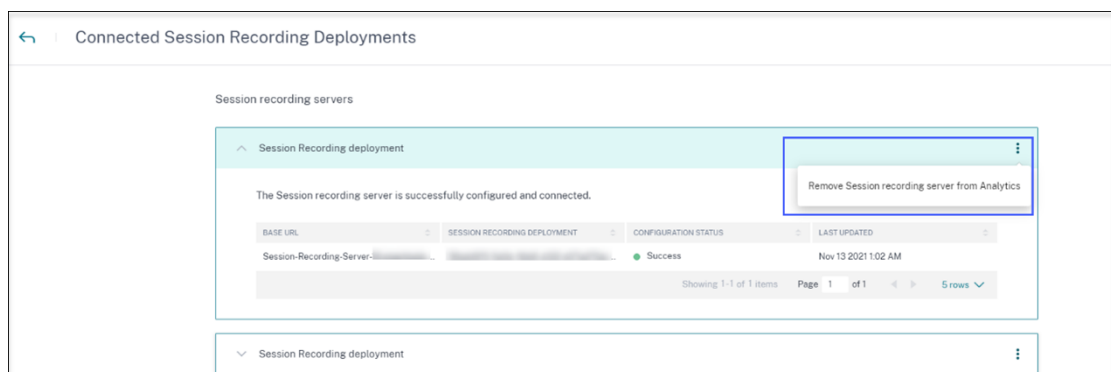 Connected Session Recording Deployments
Session recording servers
Session Recording deployment
Remove Session recording server from Analytics
The Session recording server is successfully configured and connected.
BASE URL SESSION RECORDING DEPLOYMENT CONFIGURATION STATUS LAST UPDATED
Session-Recording-Server- ... ... Success Nov 13 2021 1:02 AM
Showing 1-1 of 1 items Page 1 of 1 5 rows
Session Recording deployment